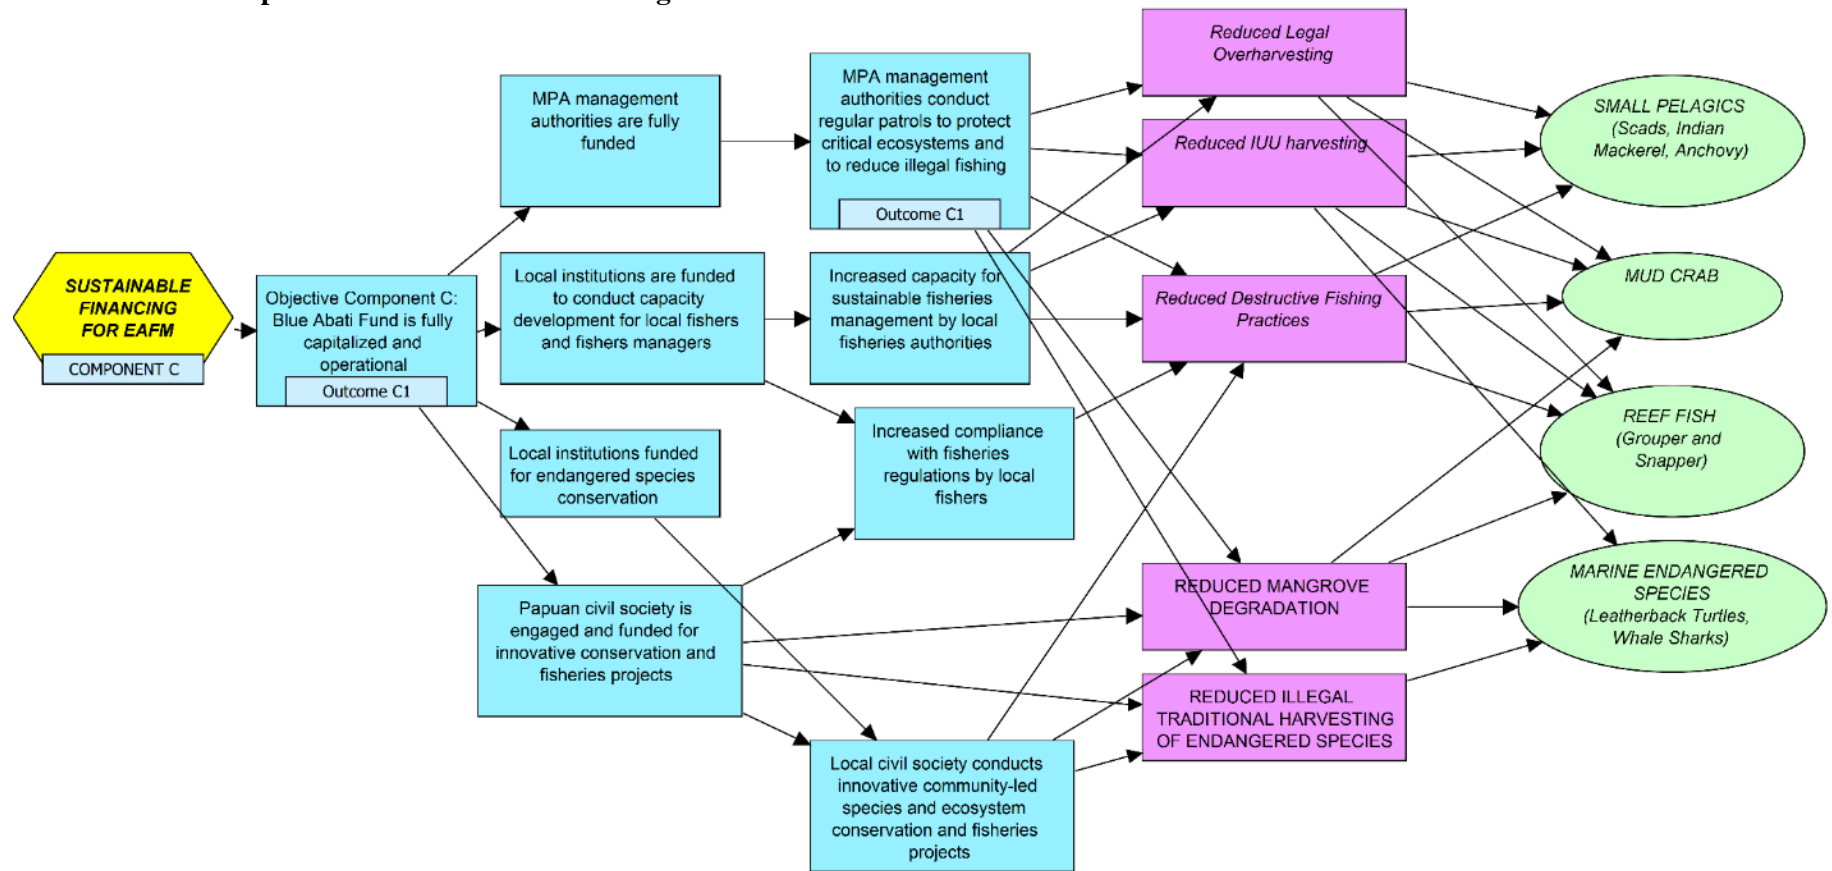 SUSTAINABLE
FINANCING
FOR EAFM
COMPONENT C
Objective Component C:
Blue Abati Fund is fully
capitalized and
operational
Outcome C1
MPA management
authorities are fully
funded
Local institutions are funded
to conduct capacity
development for local fishers
and fishers managers
Local institutions funded
for endangered species
conservation
Papuan civil society is
engaged and funded for
innovative conservation and
fisheries projects
MPA management
authorities conduct
regular patrols to protect
critical ecosystems and
to reduce illegal fishing
Outcome C1
Increased capacity for
sustainable fisheries
management by local
fisheries authorities
Increased compliance
with fisheries
regulations by local
fishers
Local civil society conducts
innovative community-led
species and ecosystem
conservation and fisheries
projects
Reduced Legal
Overharvesting
Reduced IUU harvesting
Reduced Destructive Fishing
Practices
REDUCED MANGROVE
DEGRADATION
REDUCED ILLEGAL
TRADITIONAL HARVESTING
OF ENDANGERED SPECIES
SMALL PELAGICS
(Scads, Indian
Mackerel, Anchovy)
MUD CRAB
REEF FISH
(Grouper and
Snapper)
MARINE ENDANGERED
SPECIES
(Leatherback Turtles,
Whale Sharks)